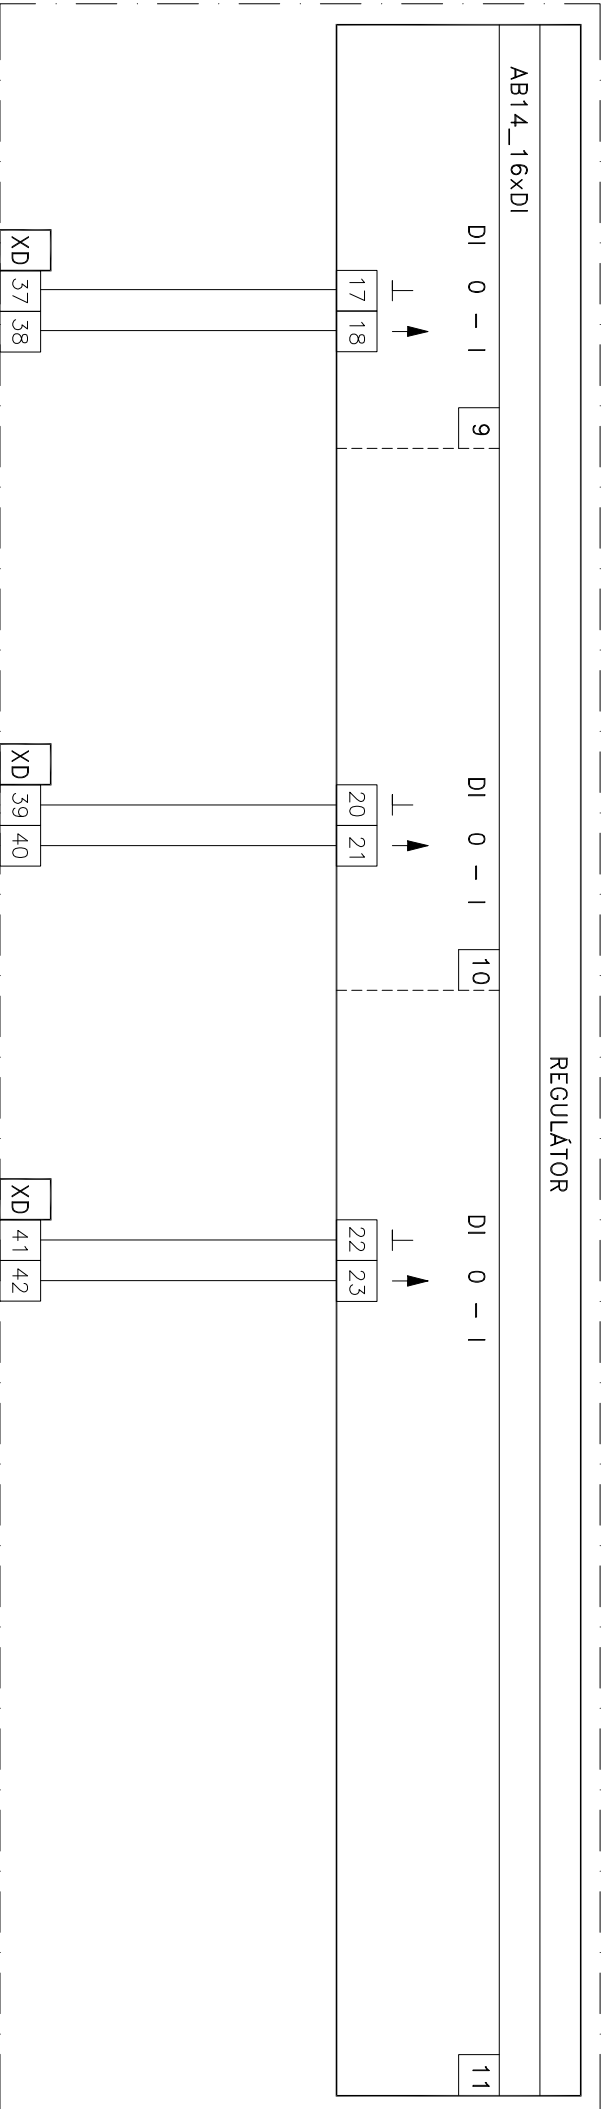 REGULÁTOR
AB14_16xDI
DI 0 – I
9
DI 0 – I
10
DI 0 – I
11
17 18
20 21
22 23
XD 37 38
XD 39 40
XD 41 42